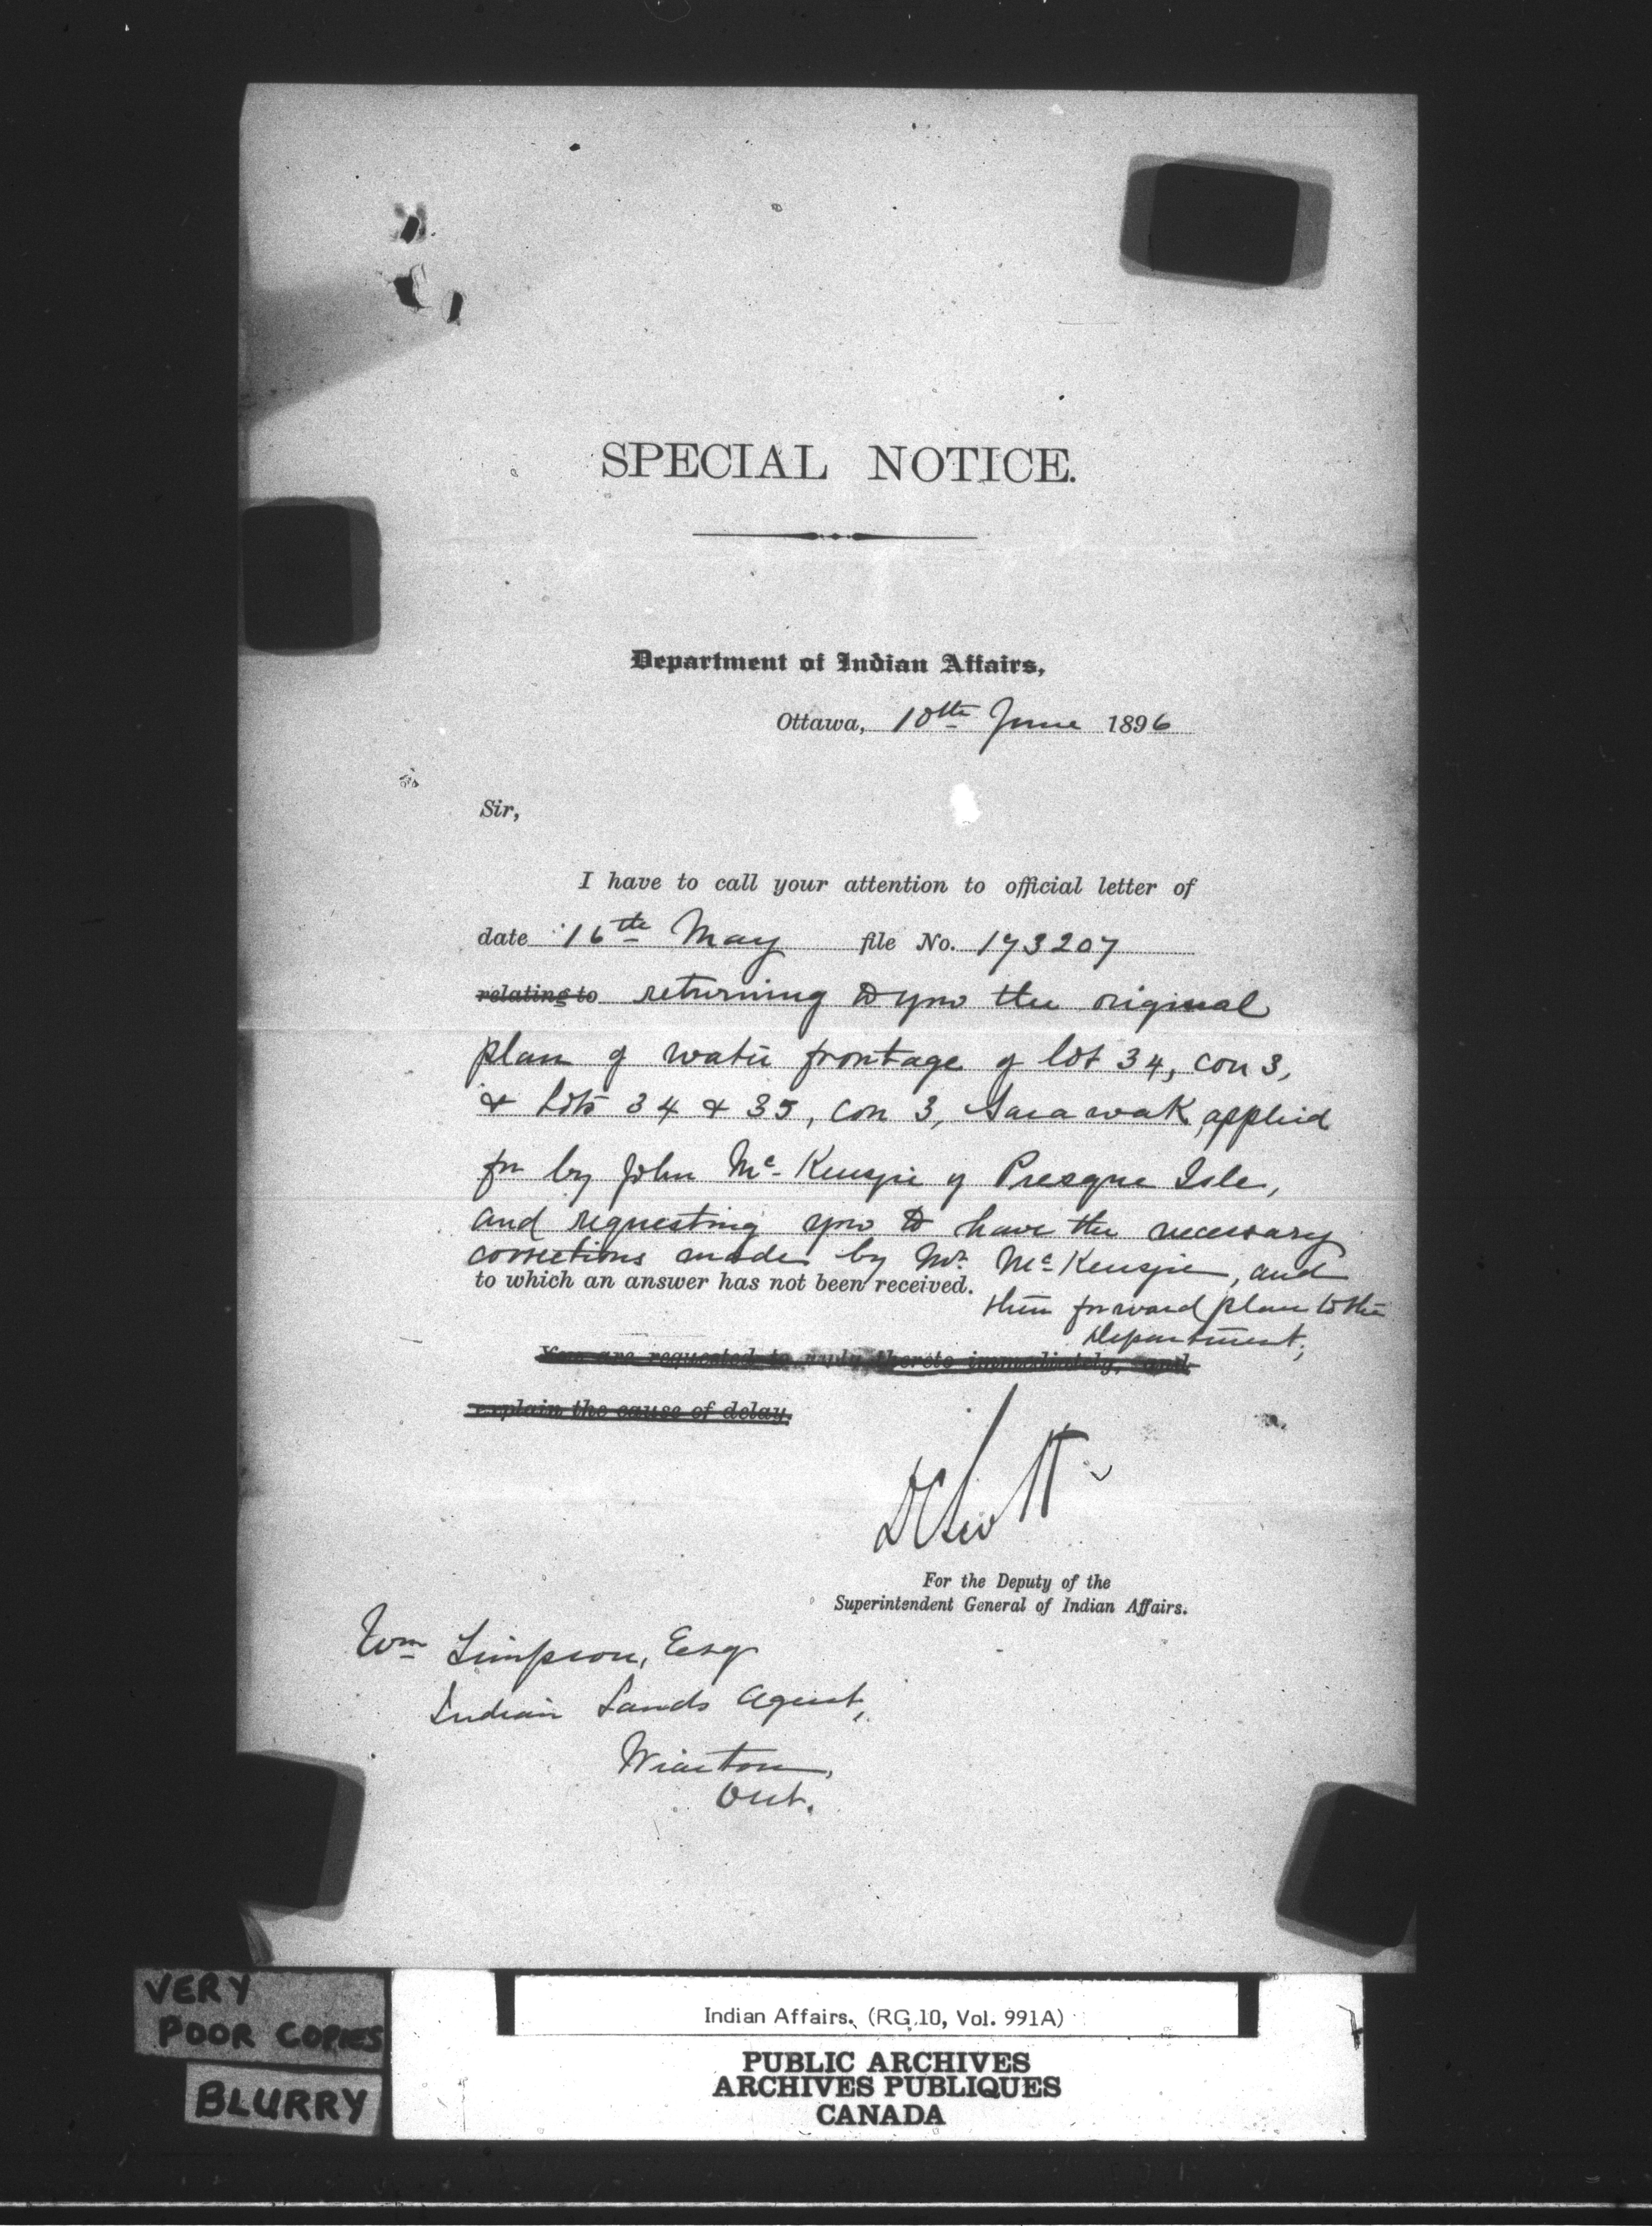 SPECIAL NOTICE.
Department of Indian Affairs,
Ottawa, 10th June 1896
Sir,
I have to call your attention to official letter of
date 16th May file No. 173207
relating to returning to you the original
plan of water frontage of lot 34, con 3,
& lots 34 & 35, con 3, Sarawak, applied
for by John McKenzie of Presque Isle,
and requesting you to have the necessary
corrections made by Mr. McKenzie, and
to which an answer has not been received.
then forward plan to the
Department;
You are requested to reply thereto immediately, and
explain the cause of delay.
DCScott
For the Deputy of the
Superintendent General of Indian Affairs.
Wm Simpson, Esq
Indian Lands Agent,
Wiarton,
Ont.
VERY
POOR COPIES
BLURRY
Indian Affairs. (RG 10, Vol. 991A)
PUBLIC ARCHIVES
ARCHIVES PUBLIQUES
CANADA